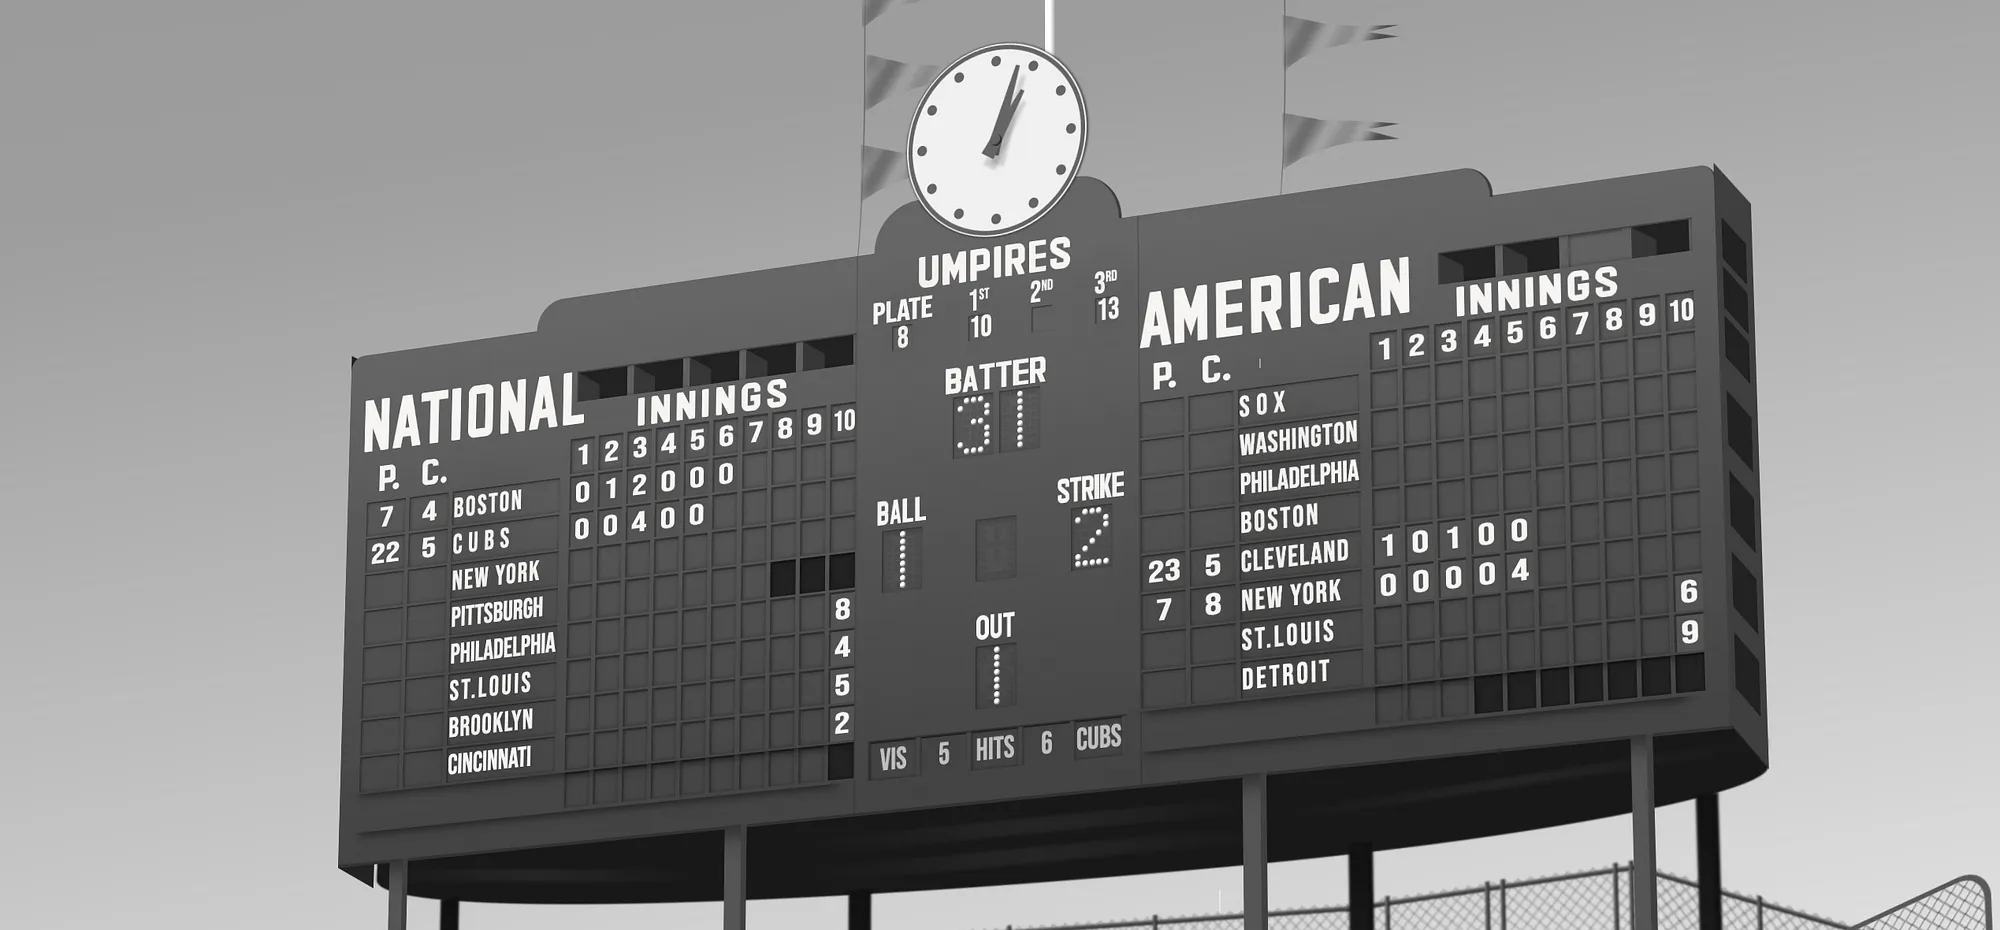 UMPIRES
PLATE 1ST 2ND 3RD
8 10 13
BATTER
31
BALL STRIKE
1 2
OUT
1
VIS 5 HITS 6 CUBS
NATIONAL INNINGS
P. C. 1 2 3 4 5 6 7 8 9 10
7 4 BOSTON 0 1 2 0 0 0
22 5 CUBS 0 0 4 0 0
NEW YORK
PITTSBURGH 8
PHILADELPHIA 4
ST.LOUIS 5
BROOKLYN 2
CINCINNATI
AMERICAN INNINGS
P. C. 1 2 3 4 5 6 7 8 9 10
SOX
WASHINGTON
PHILADELPHIA
BOSTON
23 5 CLEVELAND 1 0 1 0 0
7 8 NEW YORK 0 0 0 0 4
ST.LOUIS 6
DETROIT 9